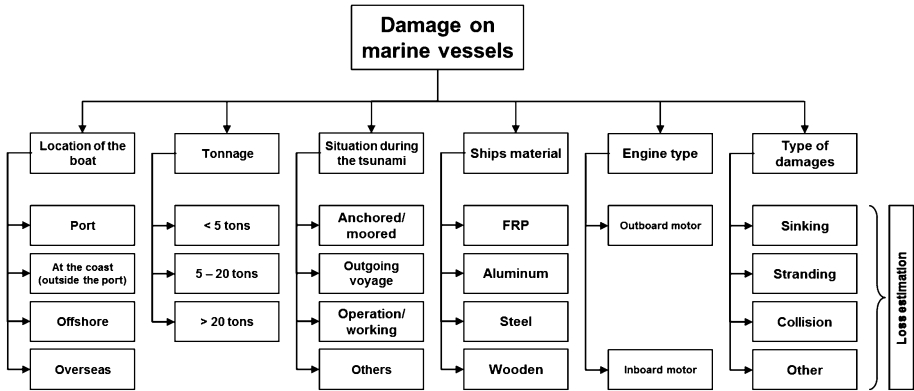 Damage on
marine vessels
Location of the
boat
Tonnage
Situation during
the tsunami
Ships material
Engine type
Type of
damages
Port
< 5 tons
Anchored/
moored
FRP
Outboard motor
Sinking
At the coast
(outside the port)
5 – 20 tons
Outgoing
voyage
Aluminum
Stranding
Offshore
> 20 tons
Operation/
working
Steel
Collision
Overseas
Others
Wooden
Inboard motor
Other
Loss estimation